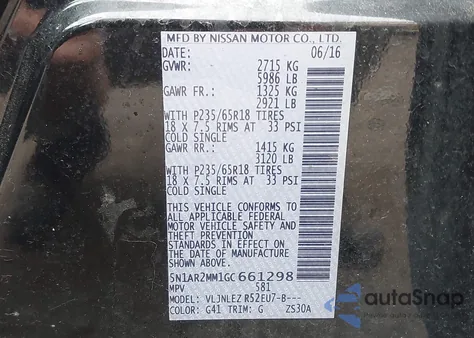 MFD BY NISSAN MOTOR CO., LTD.
DATE: 06/16
GVWR: 2715 KG
5986 LB
GAWR FR.: 1325 KG
2921 LB
WITH P235/65R18 TIRES
18 X 7.5 RIMS AT 33 PSI
COLD SINGLE
GAWR RR.: 1415 KG
3120 LB
WITH P235/65R18 TIRES
18 X 7.5 RIMS AT 33 PSI
COLD SINGLE
THIS VEHICLE CONFORMS TO
ALL APPLICABLE FEDERAL
MOTOR VEHICLE SAFETY AND
THEFT PREVENTION
STANDARDS IN EFFECT ON
THE DATE OF MANUFACTURE
SHOWN ABOVE.
5N1AR2MM1GC661298
MPV 581
MODEL: VLJNLEZ R52EU7-B---
COLOR: G41 TRIM: G ZS30A
autoSnap